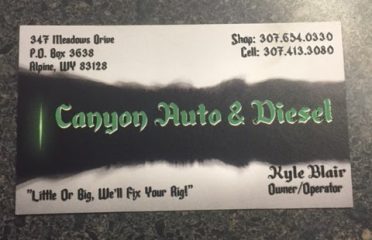 347 Meadows Drive
P.O. Box 3638
Alpine, WY 83128
Shop: 307.654.0330
Cell: 307.413.3080
Canyon Auto & Diesel
"Little Or Big, We'll Fix Your Rig!"
Kyle Blair
Owner/Operator